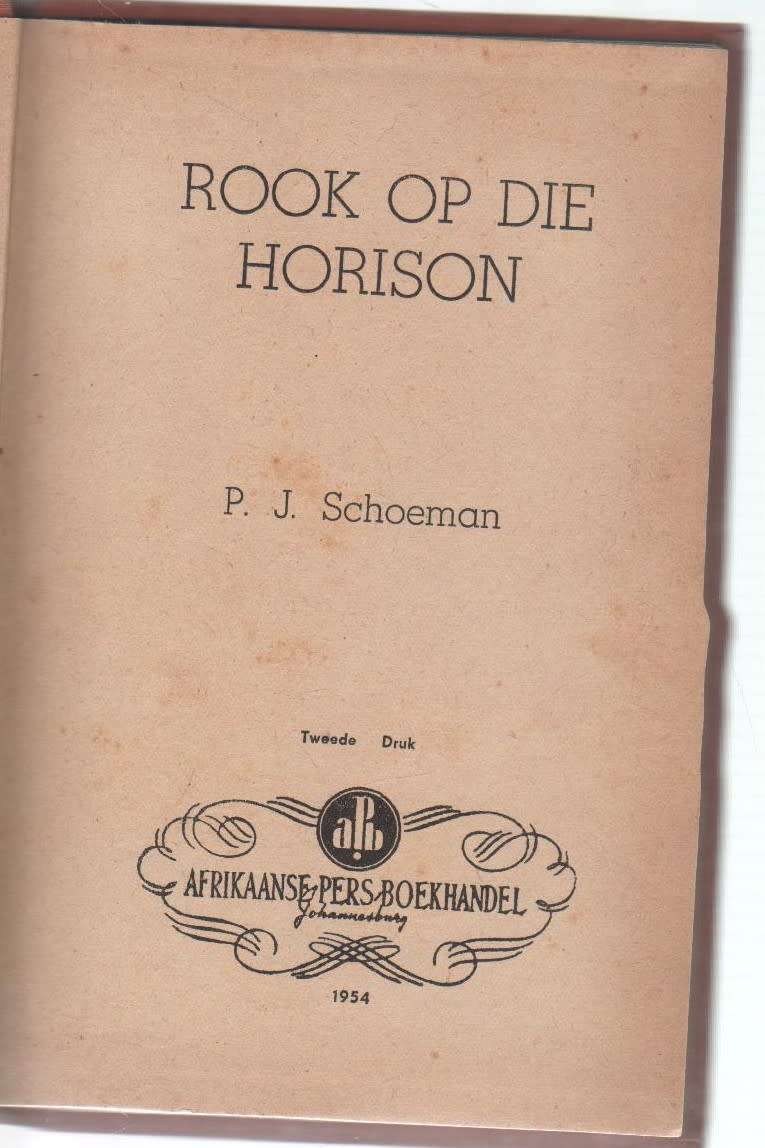 ROOK OP DIE
HORISON
P. J. Schoeman
Tweede Druk
aPb
AFRIKAANSE-PERS-BOEKHANDEL
Johannesburg
1954